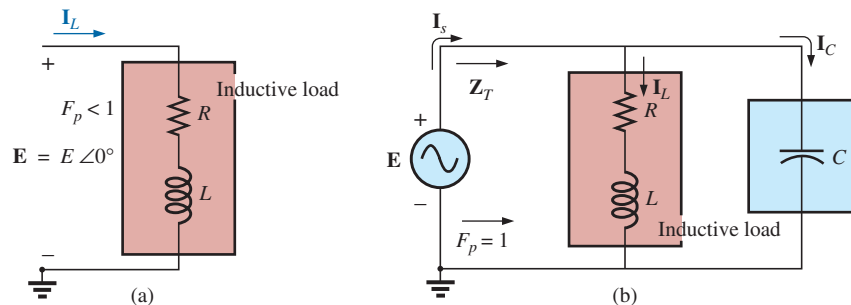 I_L
+
Inductive load
F_p < 1
R
E = E ∠0°
L
−
(a)
I_s
I_C
Z_T
I_L
R
+
E
C
−
L
F_p = 1
Inductive load
(b)